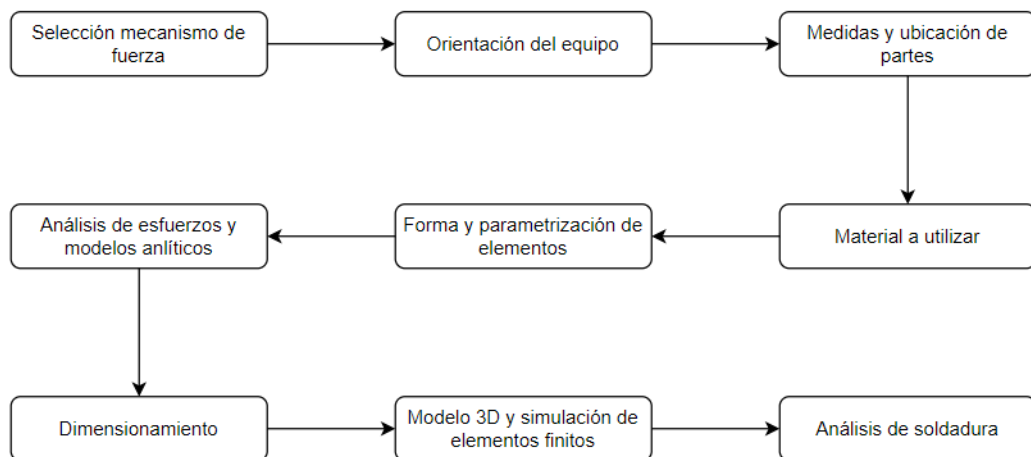 Selección mecanismo de
fuerza
Orientación del equipo
Medidas y ubicación de
partes
Material a utilizar
Forma y parametrización de
elementos
Análisis de esfuerzos y
modelos anlíticos
Dimensionamiento
Modelo 3D y simulación de
elementos finitos
Análisis de soldadura